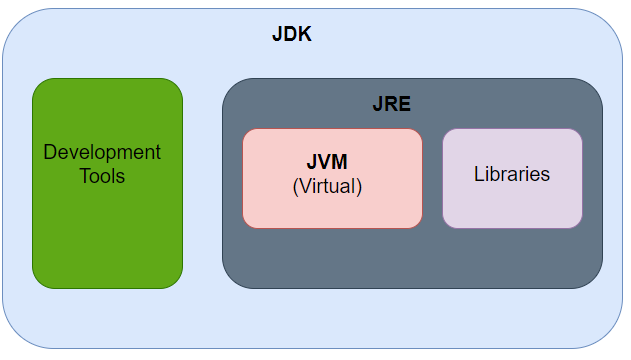 JDK
JRE
Development
Tools
JVM
(Virtual)
Libraries